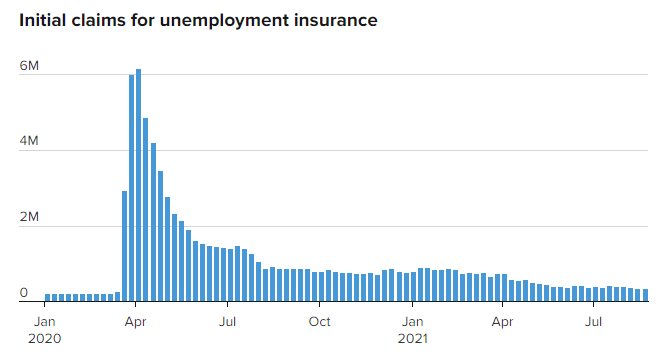 Initial claims for unemployment insurance
6M
4M
2M
0
Jan Apr Jul Oct Jan Apr Jul
2020 2021